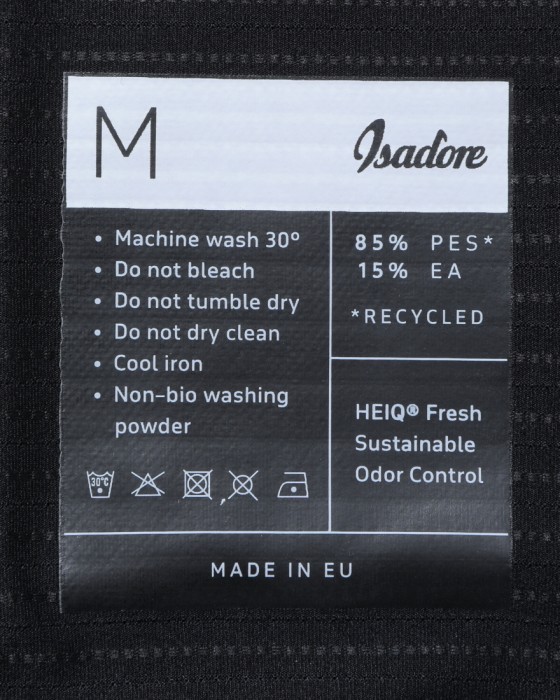 M
Isadore
• Machine wash 30°
• Do not bleach
• Do not tumble dry
• Do not dry clean
• Cool iron
• Non-bio washing
powder
30°C
85% PES*
15% EA
*RECYCLED
HEIQ® Fresh
Sustainable
Odor Control
MADE IN EU